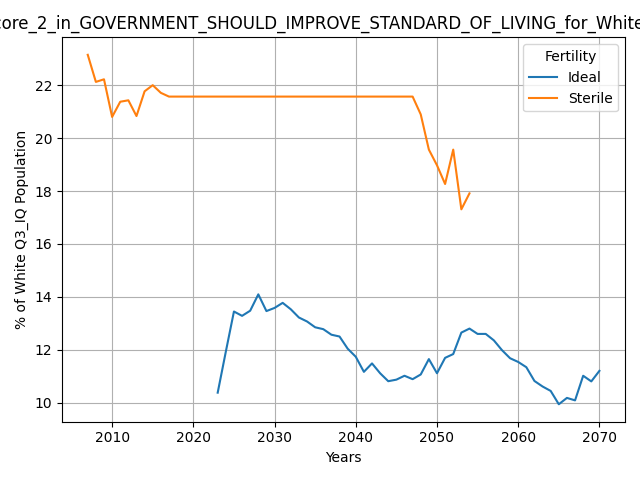 core_2_in_GOVERNMENT_SHOULD_IMPROVE_STANDARD_OF_LIVING_for_White
Fertility
Ideal
Sterile
% of White Q3_IQ Population
22
20
18
16
14
12
10
2010 2020 2030 2040 2050 2060 2070
Years